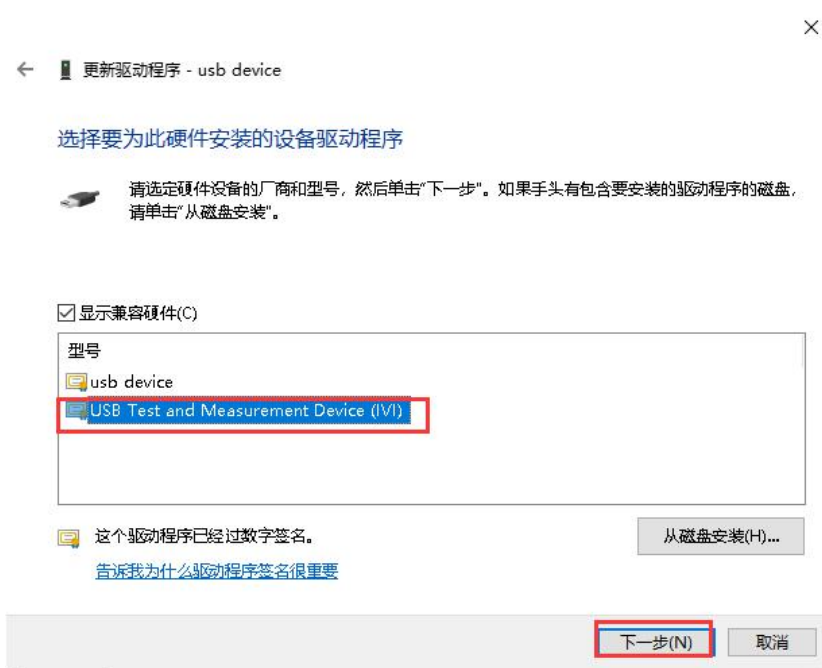 更新驱动程序 - usb device
选择要为此硬件安装的设备驱动程序
请选定硬件设备的厂商和型号，然后单击"下一步"。如果手头有包含要安装的驱动程序的磁盘，
请单击"从磁盘安装"。
显示兼容硬件(C)
型号
usb device
USB Test and Measurement Device (IVI)
这个驱动程序已经过数字签名。
从磁盘安装(H)...
告诉我为什么驱动程序签名很重要
下一步(N)
取消